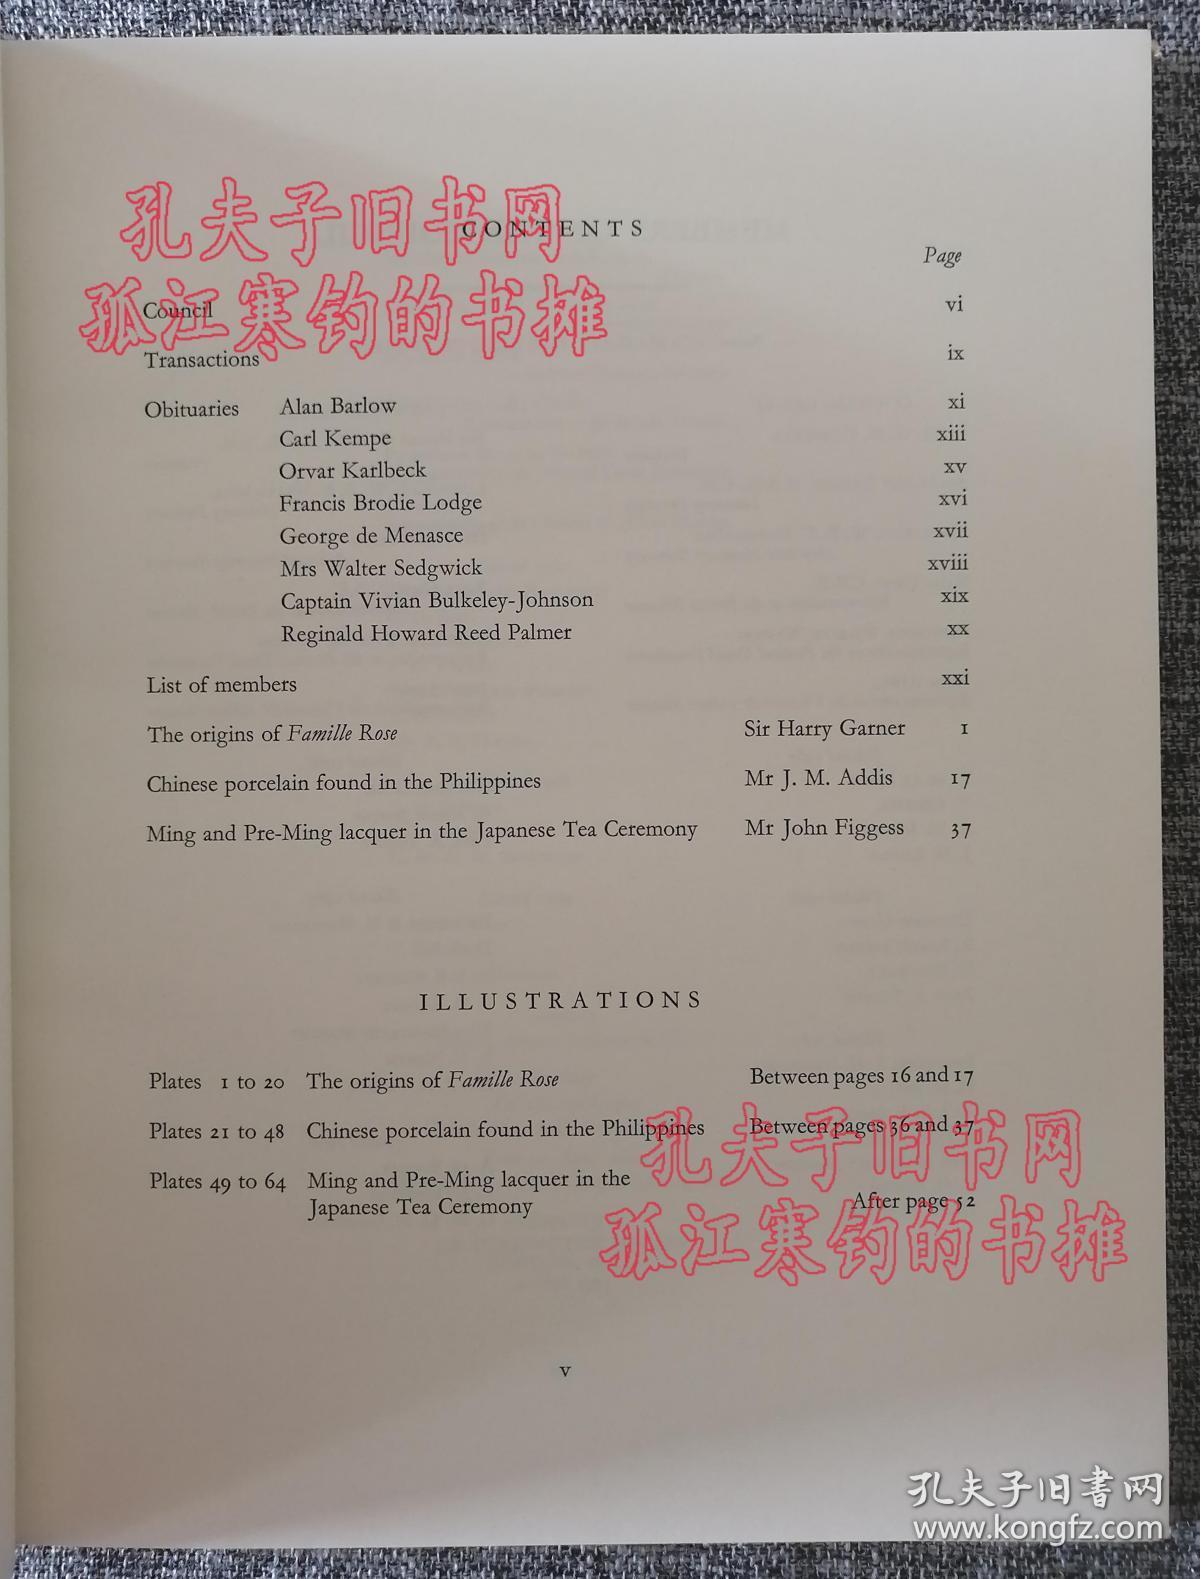 CONTENTS
Page
Council vi
Transactions ix
Obituaries Alan Barlow xi
Carl Kempe xiii
Orvar Karlbeck xv
Francis Brodie Lodge xvi
George de Menasce xvii
Mrs Walter Sedgwick xviii
Captain Vivian Bulkeley-Johnson xix
Reginald Howard Reed Palmer xx
List of members xxi
The origins of Famille Rose Sir Harry Garner 1
Chinese porcelain found in the Philippines Mr J. M. Addis 17
Ming and Pre-Ming lacquer in the Japanese Tea Ceremony Mr John Figgess 37
ILLUSTRATIONS
Plates 1 to 20 The origins of Famille Rose Between pages 16 and 17
Plates 21 to 48 Chinese porcelain found in the Philippines Between pages 36 and 37
Plates 49 to 64 Ming and Pre-Ming lacquer in the
Japanese Tea Ceremony After page 52
v
孔夫子旧书网
孤江寒钓的书摊
孔夫子旧书网
孤江寒钓的书摊
孔夫子旧書网
www.kongfz.com